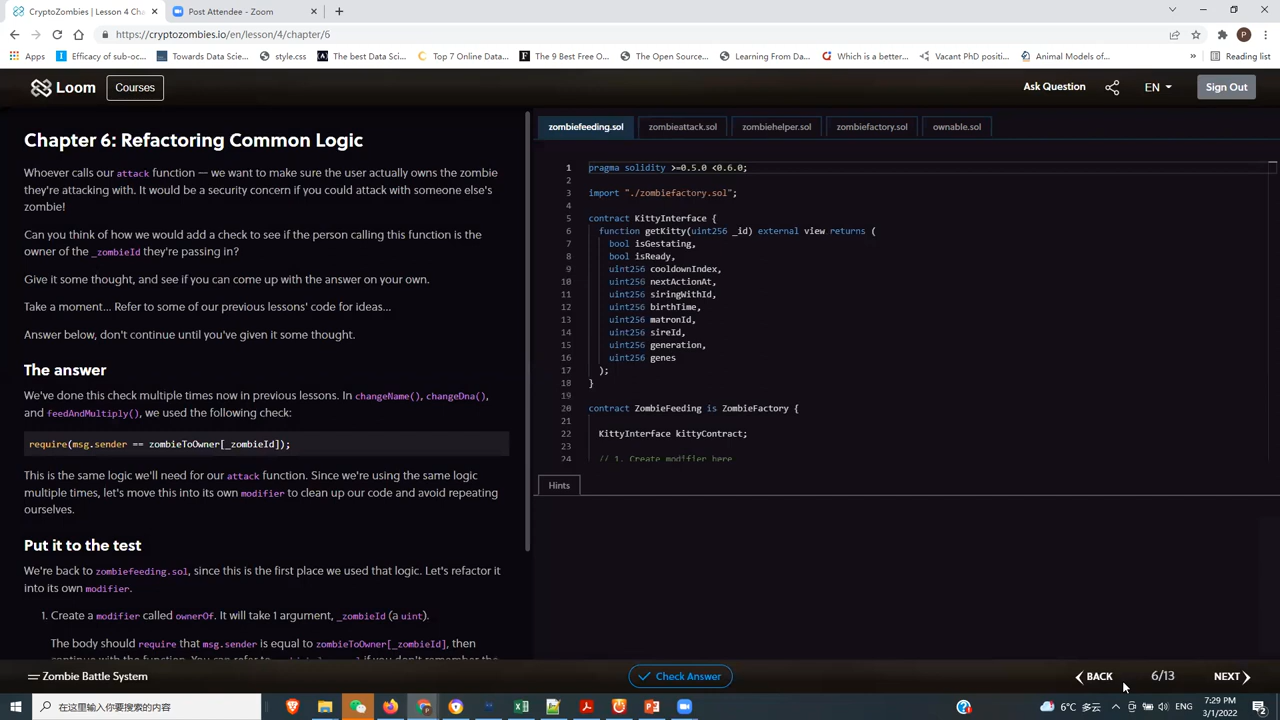 CryptoZombies | Lesson 4 Cha
Post Attendee - Zoom
https://cryptozombies.io/en/lesson/4/chapter/6
P
Apps
Efficacy of sub-oc...
Towards Data Scie...
style.css
The best Data Sci...
Top 7 Online Data...
The 9 Best Free O...
The Open Source...
Learning From Da...
Which is a better...
Vacant PhD positi...
Animal Models of...
»
Reading list
Loom
Courses
Ask Question
EN
Sign Out
Chapter 6: Refactoring Common Logic
Whoever calls our attack function — we want to make sure the user actually owns the zombie
they're attacking with. It would be a security concern if you could attack with someone else's
zombie!
Can you think of how we would add a check to see if the person calling this function is the
owner of the _zombieId they're passing in?
Give it some thought, and see if you can come up with the answer on your own.
Take a moment... Refer to some of our previous lessons' code for ideas...
Answer below, don't continue until you've given it some thought.
The answer
We've done this check multiple times now in previous lessons. In changeName(), changeDna(),
and feedAndMultiply(), we used the following check:
require(msg.sender == zombieToOwner[_zombieId]);
This is the same logic we'll need for our attack function. Since we're using the same logic
multiple times, let's move this into its own modifier to clean up our code and avoid repeating
ourselves.
Put it to the test
We're back to zombiefeeding.sol, since this is the first place we used that logic. Let's refactor it
into its own modifier.
1. Create a modifier called ownerOf. It will take 1 argument, _zombieId (a uint).
The body should require that msg.sender is equal to zombieToOwner[_zombieId], then
zombiefeeding.sol
zombieattack.sol
zombiehelper.sol
zombiefactory.sol
ownable.sol
1 pragma solidity >=0.5.0 <0.6.0;
2
3 import "./zombiefactory.sol";
4
5 contract KittyInterface {
6 function getKitty(uint256 _id) external view returns (
7 bool isGestating,
8 bool isReady,
9 uint256 cooldownIndex,
10 uint256 nextActionAt,
11 uint256 siringWithId,
12 uint256 birthTime,
13 uint256 matronId,
14 uint256 sireId,
15 uint256 generation,
16 uint256 genes
17 );
18 }
19
20 contract ZombieFeeding is ZombieFactory {
21
22 KittyInterface kittyContract;
23
24 // 1. Create modifier here
Hints
Zombie Battle System
Check Answer
BACK
6/13
NEXT
在这里输入你要搜索的内容
6°C 多云
ENG
7:29 PM
3/1/2022
2